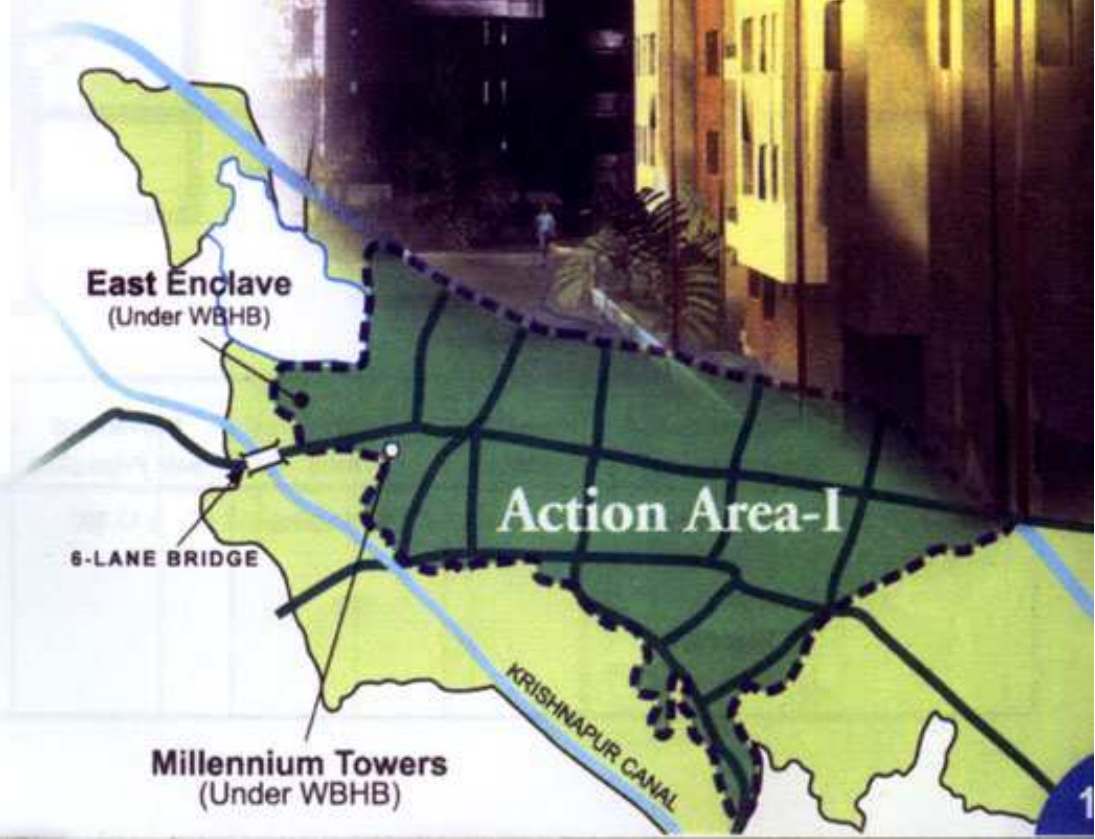 East Enclave
(Under WBHB)
Action Area-I
6-LANE BRIDGE
KRISHNAPUR CANAL
Millennium Towers
(Under WBHB)
1